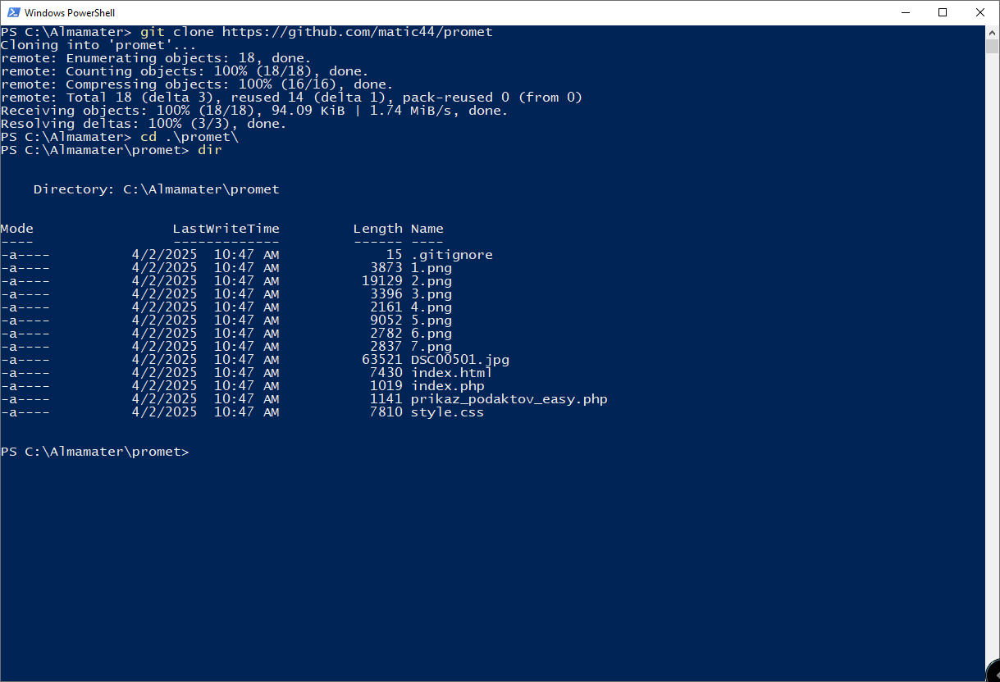 Windows PowerShell
PS C:\Almamater> git clone https://github.com/matic44/promet
Cloning into 'promet'...
remote: Enumerating objects: 18, done.
remote: Counting objects: 100% (18/18), done.
remote: Compressing objects: 100% (16/16), done.
remote: Total 18 (delta 3), reused 14 (delta 1), pack-reused 0 (from 0)
Receiving objects: 100% (18/18), 94.09 KiB | 1.74 MiB/s, done.
Resolving deltas: 100% (3/3), done.
PS C:\Almamater> cd .\promet\
PS C:\Almamater\promet> dir
    Directory: C:\Almamater\promet
Mode                 LastWriteTime         Length Name
----                 -------------         ------ ----
-a----          4/2/2025  10:47 AM             15 .gitignore
-a----          4/2/2025  10:47 AM           3873 1.png
-a----          4/2/2025  10:47 AM          19129 2.png
-a----          4/2/2025  10:47 AM           3396 3.png
-a----          4/2/2025  10:47 AM           2161 4.png
-a----          4/2/2025  10:47 AM           9052 5.png
-a----          4/2/2025  10:47 AM           2782 6.png
-a----          4/2/2025  10:47 AM           2837 7.png
-a----          4/2/2025  10:47 AM          63521 DSC00501.jpg
-a----          4/2/2025  10:47 AM           7430 index.html
-a----          4/2/2025  10:47 AM           1019 index.php
-a----          4/2/2025  10:47 AM           1141 prikaz_podaktov_easy.php
-a----          4/2/2025  10:47 AM           7810 style.css
PS C:\Almamater\promet>